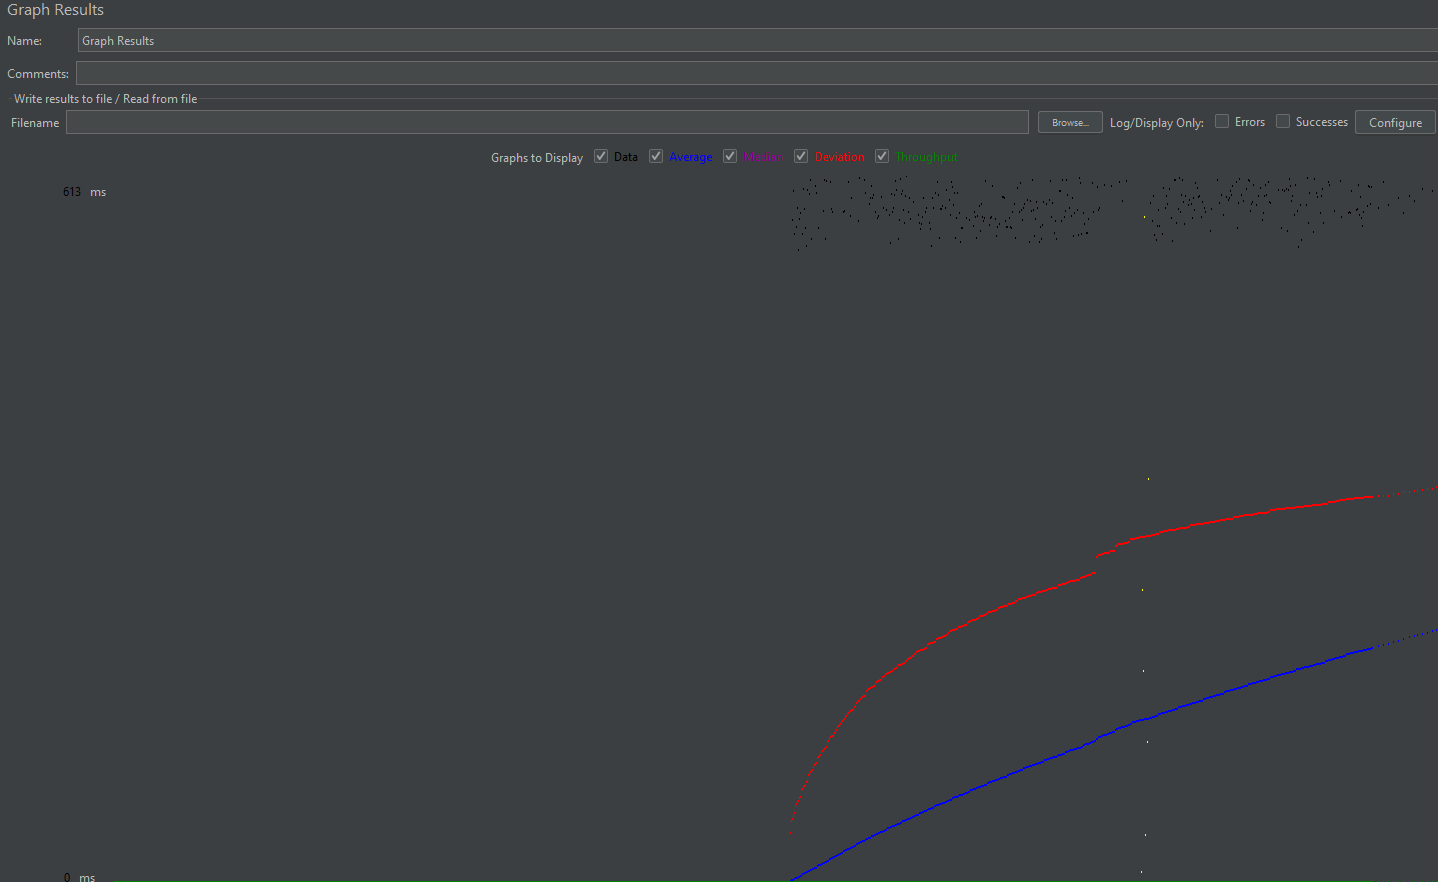 Graph Results
Name: Graph Results
Comments:
Write results to file / Read from file
Filename Browse... Log/Display Only: Errors Successes Configure
Graphs to Display Data Average Median Deviation Throughput
613 ms
0 ms